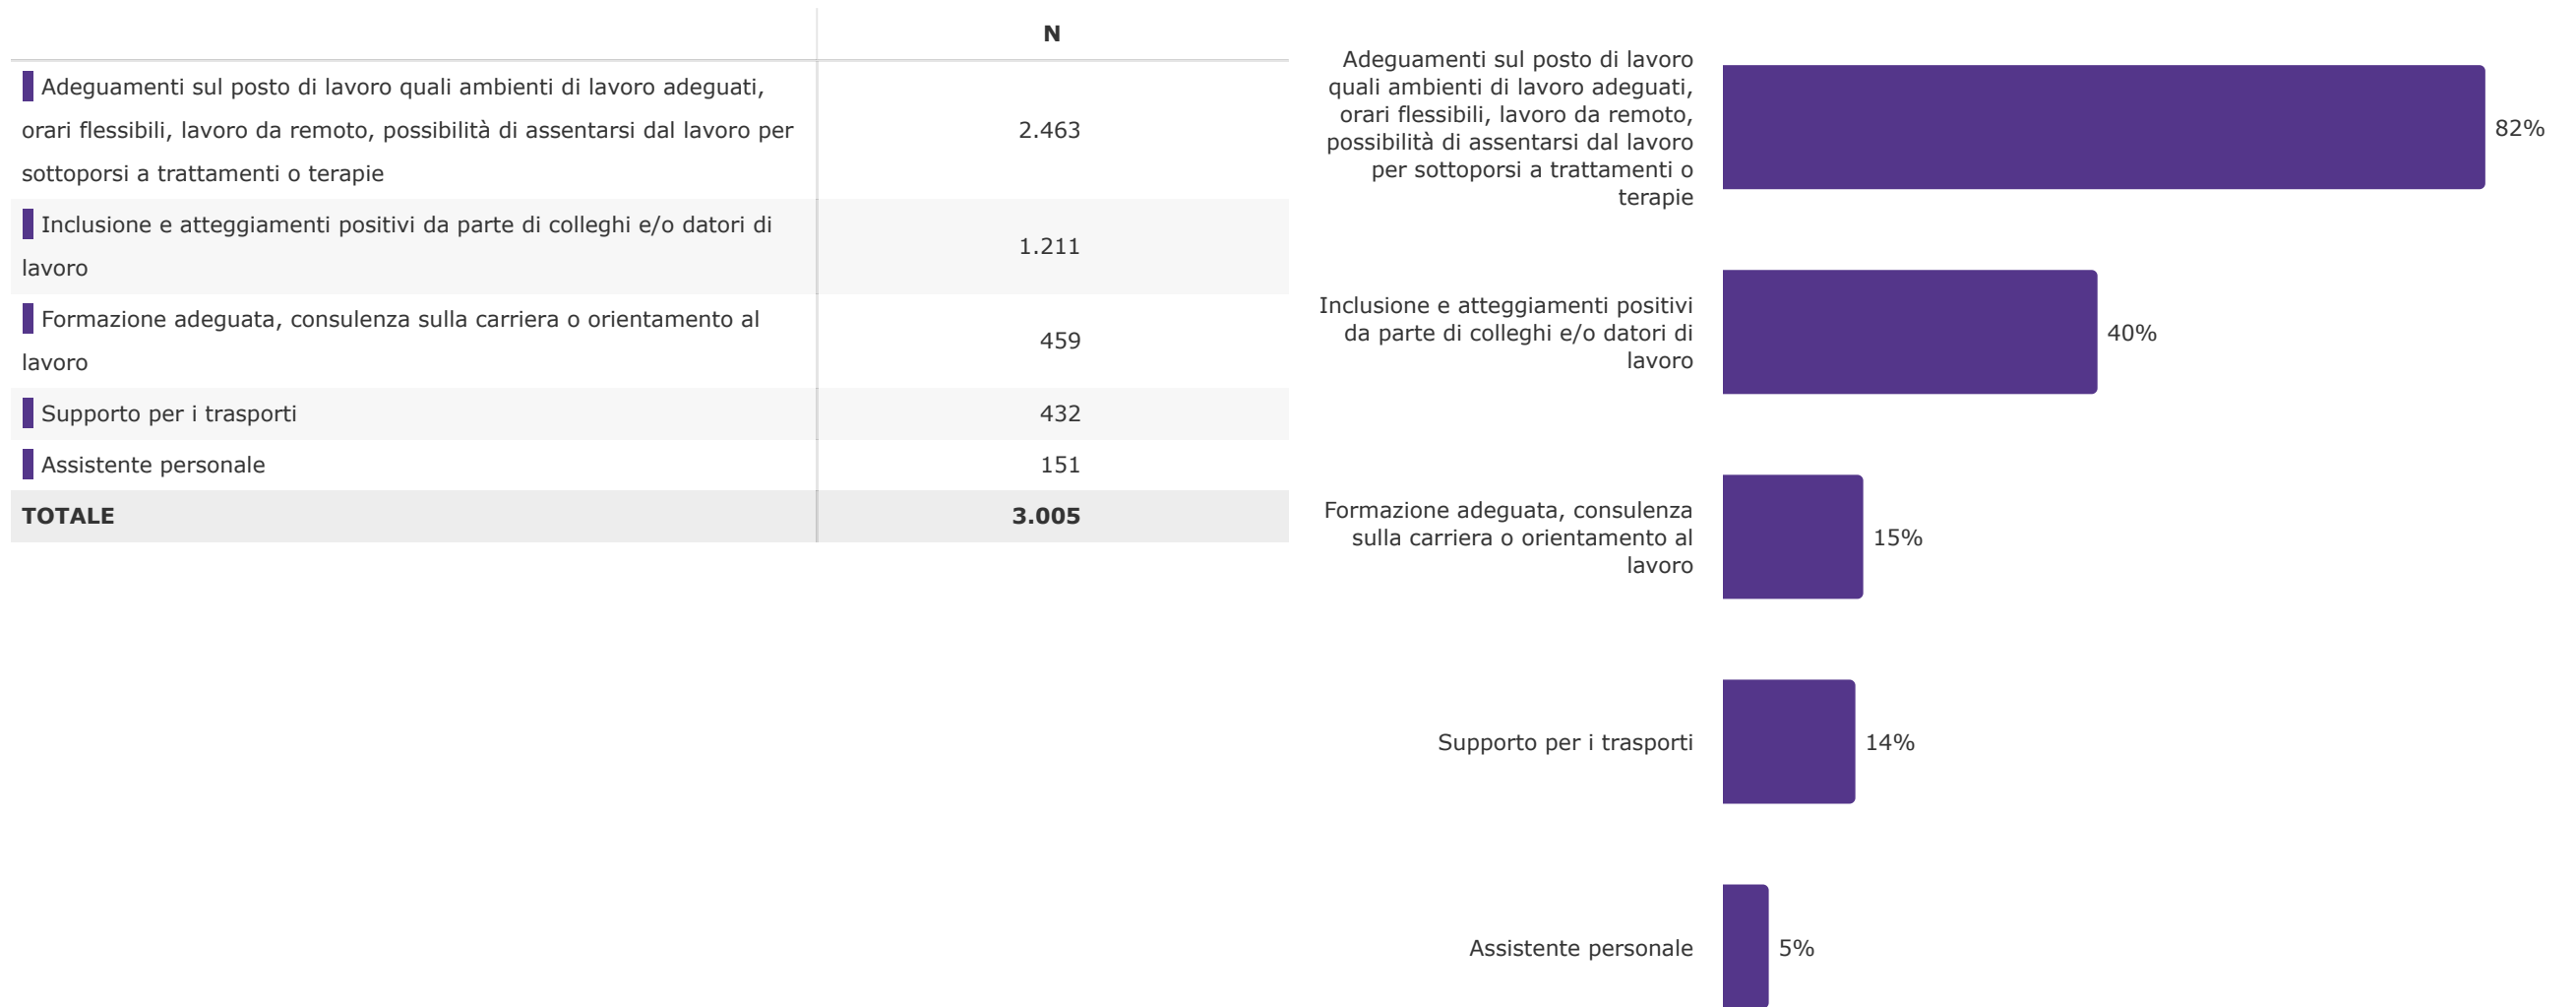 N
Adeguamenti sul posto di lavoro quali ambienti di lavoro adeguati,
orari flessibili, lavoro da remoto, possibilità di assentarsi dal lavoro per
sottoporsi a trattamenti o terapie
2.463
Inclusione e atteggiamenti positivi da parte di colleghi e/o datori di
lavoro
1.211
Formazione adeguata, consulenza sulla carriera o orientamento al
lavoro
459
Supporto per i trasporti
432
Assistente personale
151
TOTALE
3.005
Adeguamenti sul posto di lavoro
quali ambienti di lavoro adeguati,
orari flessibili, lavoro da remoto,
possibilità di assentarsi dal lavoro
per sottoporsi a trattamenti o
terapie
82%
Inclusione e atteggiamenti positivi
da parte di colleghi e/o datori di
lavoro
40%
Formazione adeguata, consulenza
sulla carriera o orientamento al
lavoro
15%
Supporto per i trasporti
14%
Assistente personale
5%